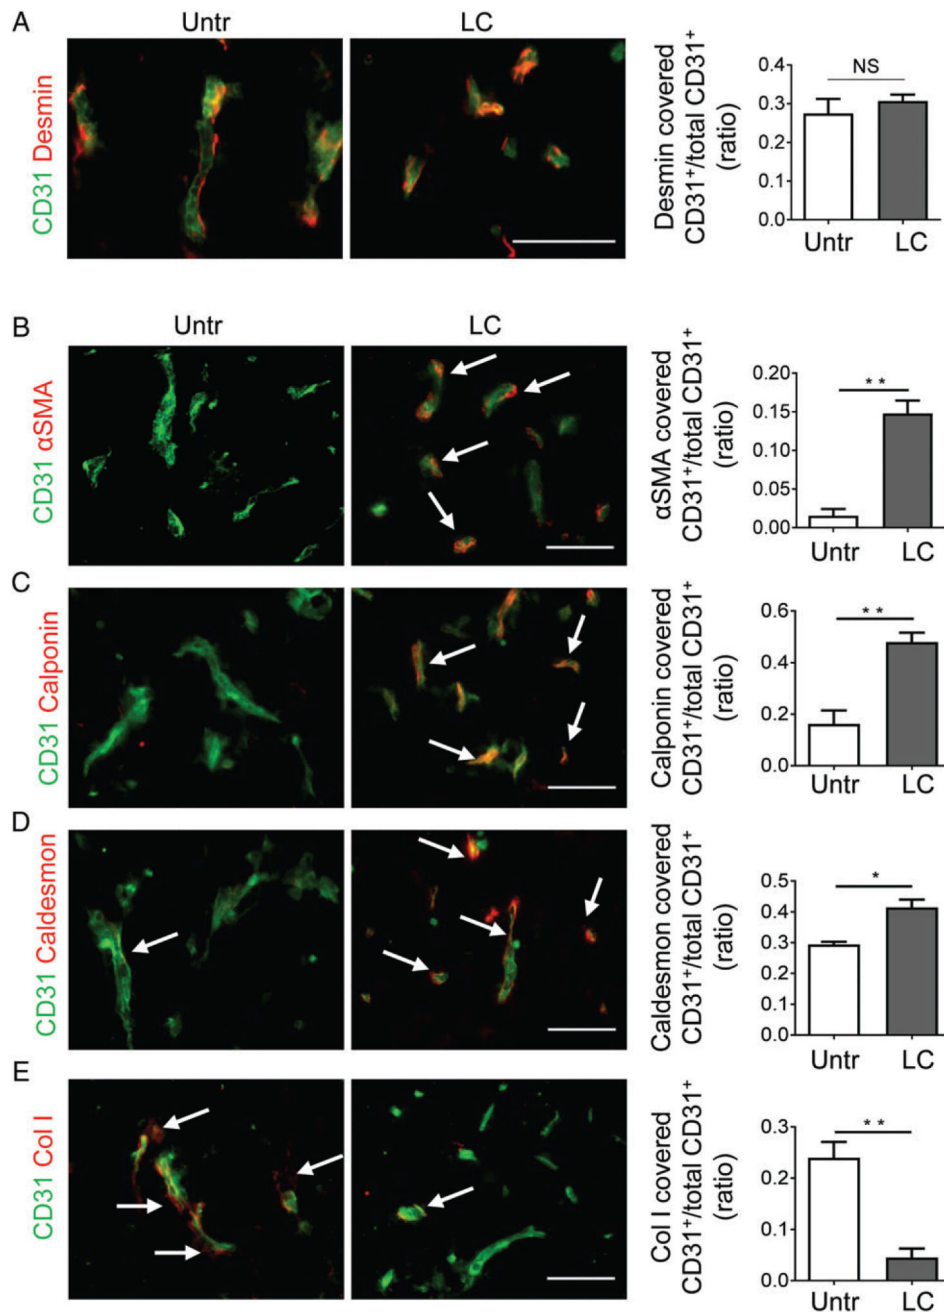 A
Untr
LC
CD31 Desmin
Desmin covered
CD31⁺/total CD31⁺
(ratio)
0.4
0.3
0.2
0.1
0.0
NS
Untr
LC
B
Untr
LC
CD31 αSMA
αSMA covered
CD31⁺/total CD31⁺
(ratio)
0.20
0.15
0.10
0.05
0.00
**
Untr
LC
C
CD31 Calponin
Calponin covered
CD31⁺/total CD31⁺
(ratio)
0.6
0.4
0.2
0.0
**
Untr
LC
D
CD31 Caldesmon
Caldesmon covered
CD31⁺/total CD31⁺
(ratio)
0.5
0.4
0.3
0.2
0.1
0.0
*
Untr
LC
E
CD31 Col I
Col I covered
CD31⁺/total CD31⁺
(ratio)
0.3
0.2
0.1
0.0
**
Untr
LC